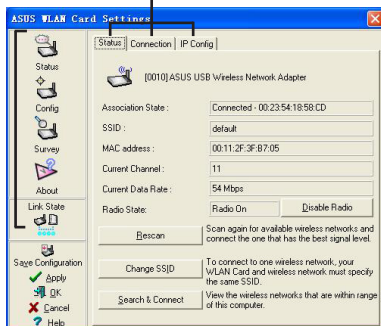 ASUS WLAN Card Settings
Status
Config
Survey
About
Link State
Save Configuration
Apply
OK
Cancel
Help
Status Connection IP Config
[0010] ASUS USB Wireless Network Adapter
Association State : Connected - 00:23:54:18:58:CD
SSID : default
MAC address : 00:11:2F:3F:B7:05
Current Channel : 11
Current Data Rate : 54 Mbps
Radio State: Radio On Disable Radio
Rescan
Scan again for available wireless networks and
connect the one that has the best signal level.
Change SSID
To connect to one wireless network, your
WLAN Card and wireless network must specify
the same SSID.
Search & Connect
View the wireless networks that are within range
of this computer.